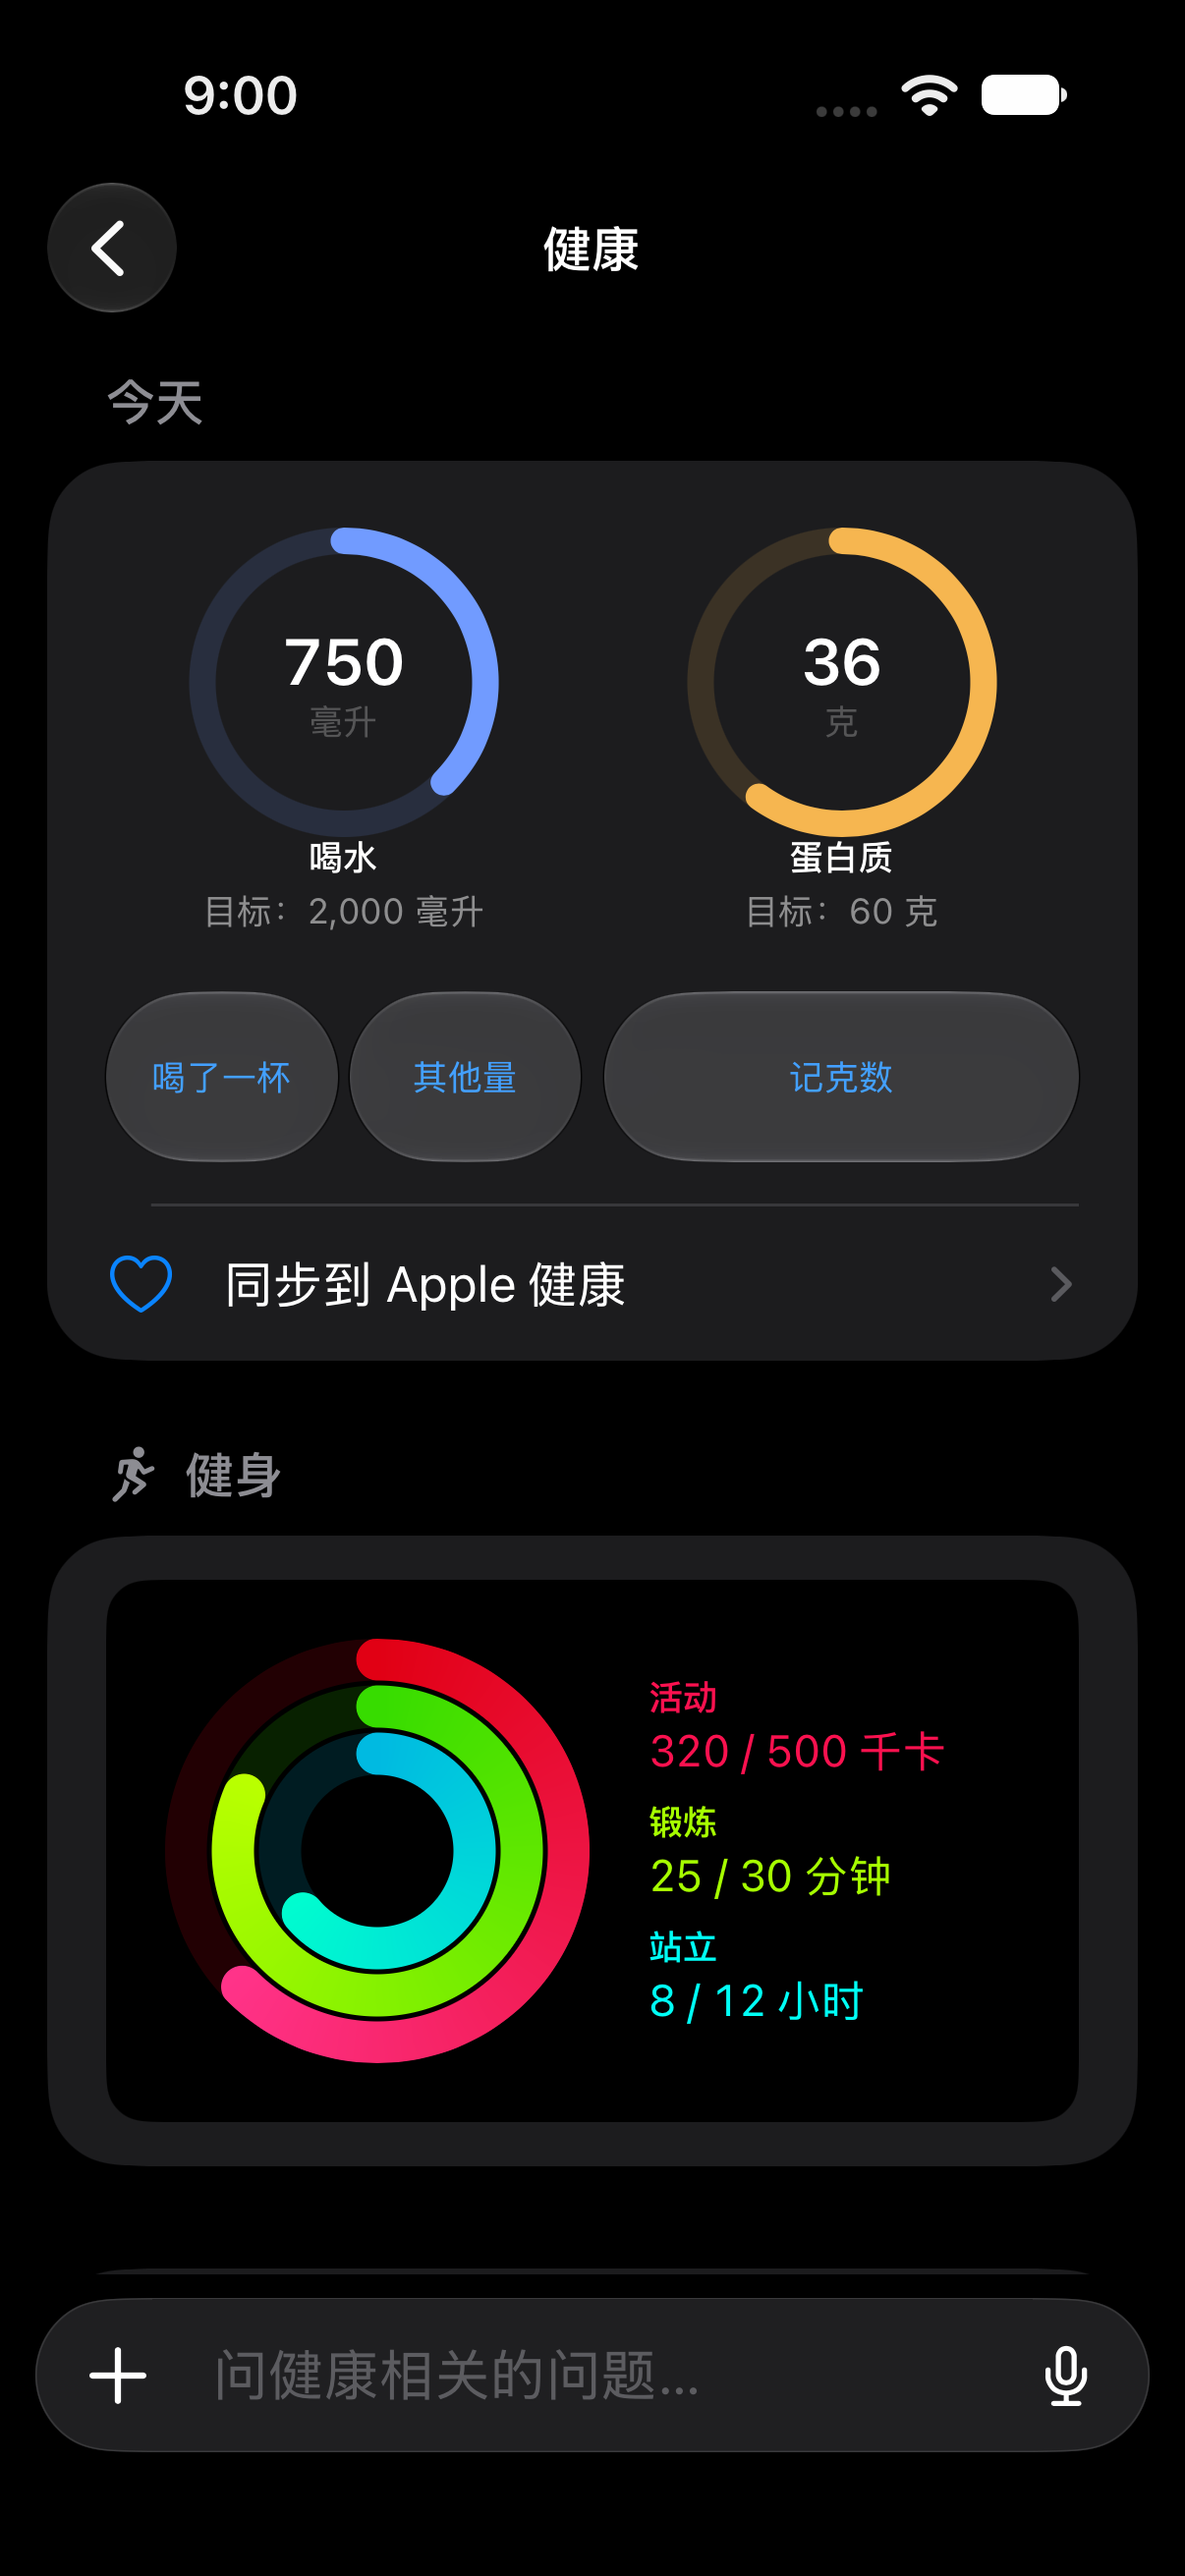 9:00
健康
今天
750
毫升
喝水
目标：2,000 毫升
36
克
蛋白质
目标：60 克
喝了一杯
其他量
记克数
同步到 Apple 健康
健身
活动
320 / 500 千卡
锻炼
25 / 30 分钟
站立
8 / 12 小时
问健康相关的问题...